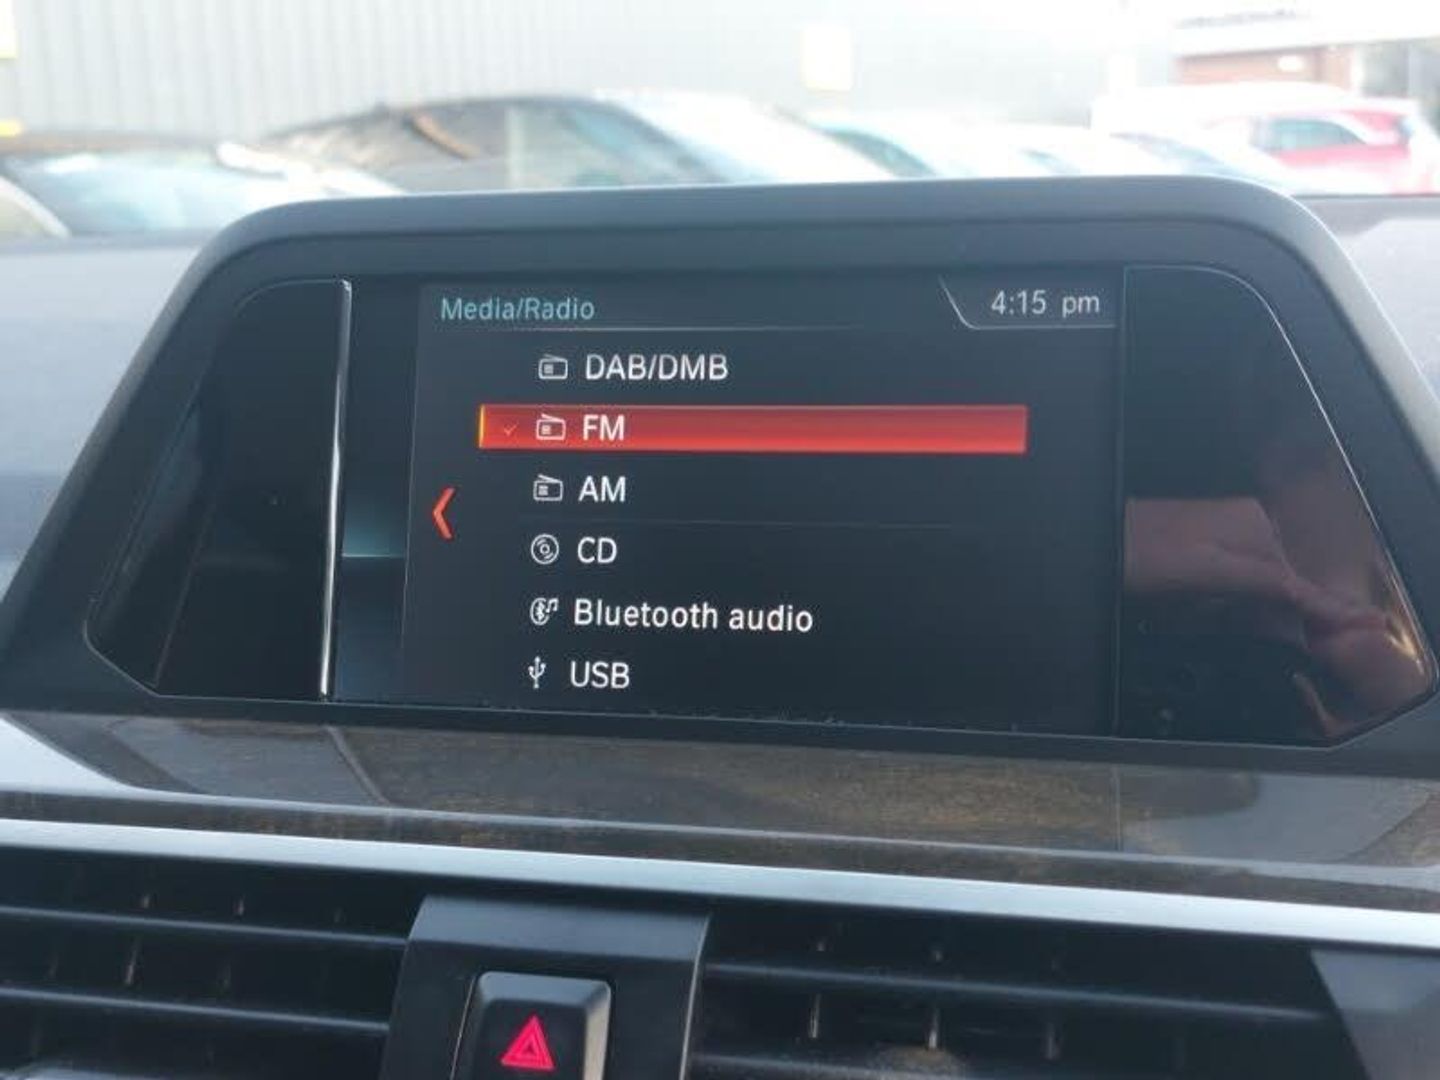 Media/Radio
4:15 pm
DAB/DMB
FM
AM
CD
Bluetooth audio
USB